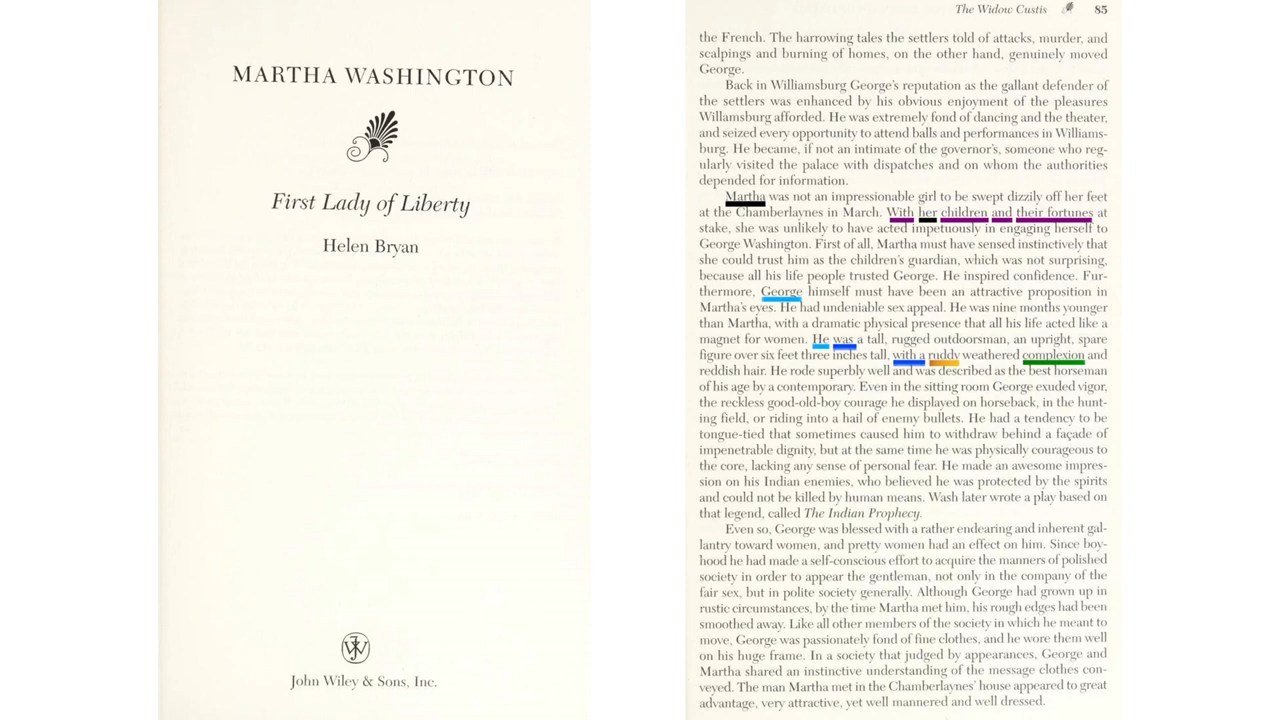 MARTHA WASHINGTON
First Lady of Liberty
Helen Bryan
John Wiley & Sons, Inc.
The Widow Custis 85
the French. The harrowing tales the settlers told of attacks, murder, and
scalpings and burning of homes, on the other hand, genuinely moved
George.
Back in Williamsburg George's reputation as the gallant defender of
the settlers was enhanced by his obvious enjoyment of the pleasures
Willamsburg afforded. He was extremely fond of dancing and the theater,
and seized every opportunity to attend balls and performances in Williams-
burg. He became, if not an intimate of the governor's, someone who reg-
ularly visited the palace with dispatches and on whom the authorities
depended for information.
Martha was not an impressionable girl to be swept dizzily off her feet
at the Chamberlaynes in March. With her children and their fortunes at
stake, she was unlikely to have acted impetuously in engaging herself to
George Washington. First of all, Martha must have sensed instinctively that
she could trust him as the children's guardian, which was not surprising,
because all his life people trusted George. He inspired confidence. Fur-
thermore, George himself must have been an attractive proposition in
Martha's eyes. He had undeniable sex appeal. He was nine months younger
than Martha, with a dramatic physical presence that all his life acted like a
magnet for women. He was a tall, rugged outdoorsman, an upright, spare
figure over six feet three inches tall, with a ruddy weathered complexion and
reddish hair. He rode superbly well and was described as the best horseman
of his age by a contemporary. Even in the sitting room George exuded vigor,
the reckless good-old-boy courage he displayed on horseback, in the hunt-
ing field, or riding into a hail of enemy bullets. He had a tendency to be
tongue-tied that sometimes caused him to withdraw behind a façade of
impenetrable dignity, but at the same time he was physically courageous to
the core, lacking any sense of personal fear. He made an awesome impres-
sion on his Indian enemies, who believed he was protected by the spirits
and could not be killed by human means. Wash later wrote a play based on
that legend, called The Indian Prophecy.
Even so, George was blessed with a rather endearing and inherent gal-
lantry toward women, and pretty women had an effect on him. Since boy-
hood he had made a self-conscious effort to acquire the manners of polished
society in order to appear the gentleman, not only in the company of the
fair sex, but in polite society generally. Although George had grown up in
rustic circumstances, by the time Martha met him, his rough edges had been
smoothed away. Like all other members of the society in which he meant to
move, George was passionately fond of fine clothes, and he wore them well
on his huge frame. In a society that judged by appearances, George and
Martha shared an instinctive understanding of the message clothes con-
veyed. The man Martha met in the Chamberlaynes' house appeared to great
advantage, very attractive, yet well mannered and well dressed.